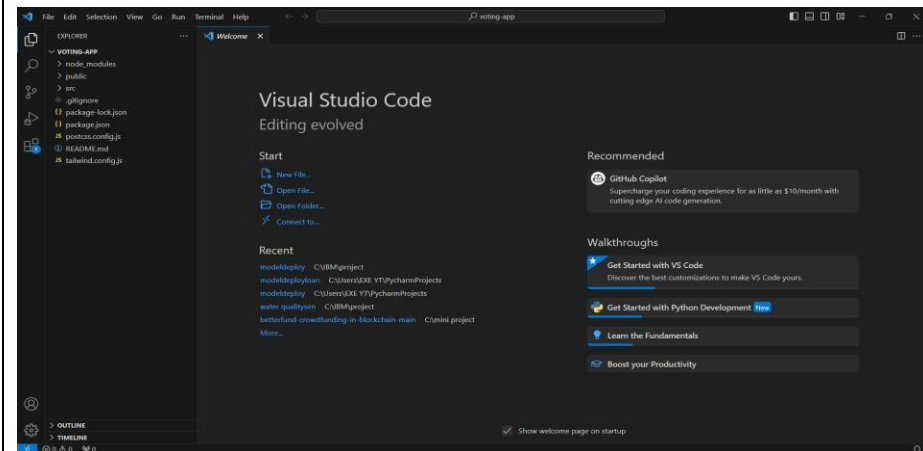 File Edit Selection View Go Run Terminal Help
voting-app
EXPLORER
Welcome
VOTING-APP
node_modules
public
src
.gitignore
package-lock.json
package.json
JS postcss.config.js
README.md
JS tailwind.config.js
OUTLINE
TIMELINE
Visual Studio Code
Editing evolved
Start
New File...
Open File...
Open Folder...
Connect to...
Recent
modeldeploy C:\IBM\project
modeldeployloan C:\Users\EXE YT\PycharmProjects
modeldeploy C:\Users\EXE YT\PycharmProjects
water qualitysen C:\IBM\project
betterfund-crowdfunding-in-blockchain-main C:\mini project
More...
Recommended
GitHub Copilot
Supercharge your coding experience for as little as $10/month with
cutting edge AI code generation.
Walkthroughs
Get Started with VS Code
Discover the best customizations to make VS Code yours.
Get Started with Python Development New
Learn the Fundamentals
Boost your Productivity
Show welcome page on startup
0 0 0